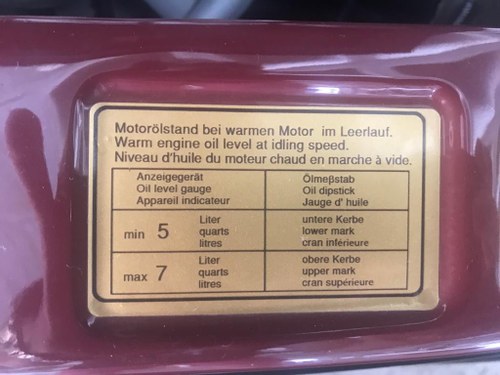 Motorölstand bei warmen Motor im Leerlauf.
Warm engine oil level at idling speed.
Niveau d'huile du moteur chaud en marche à vide.
Anzeigegerät
Oil level gauge
Appareil indicateur
Ölmeβstab
Oil dipstick
Jauge d' huile
min 5 Liter
quarts
litres
untere Kerbe
lower mark
cran inférieure
max 7 Liter
quarts
litres
obere Kerbe
upper mark
cran supérieure